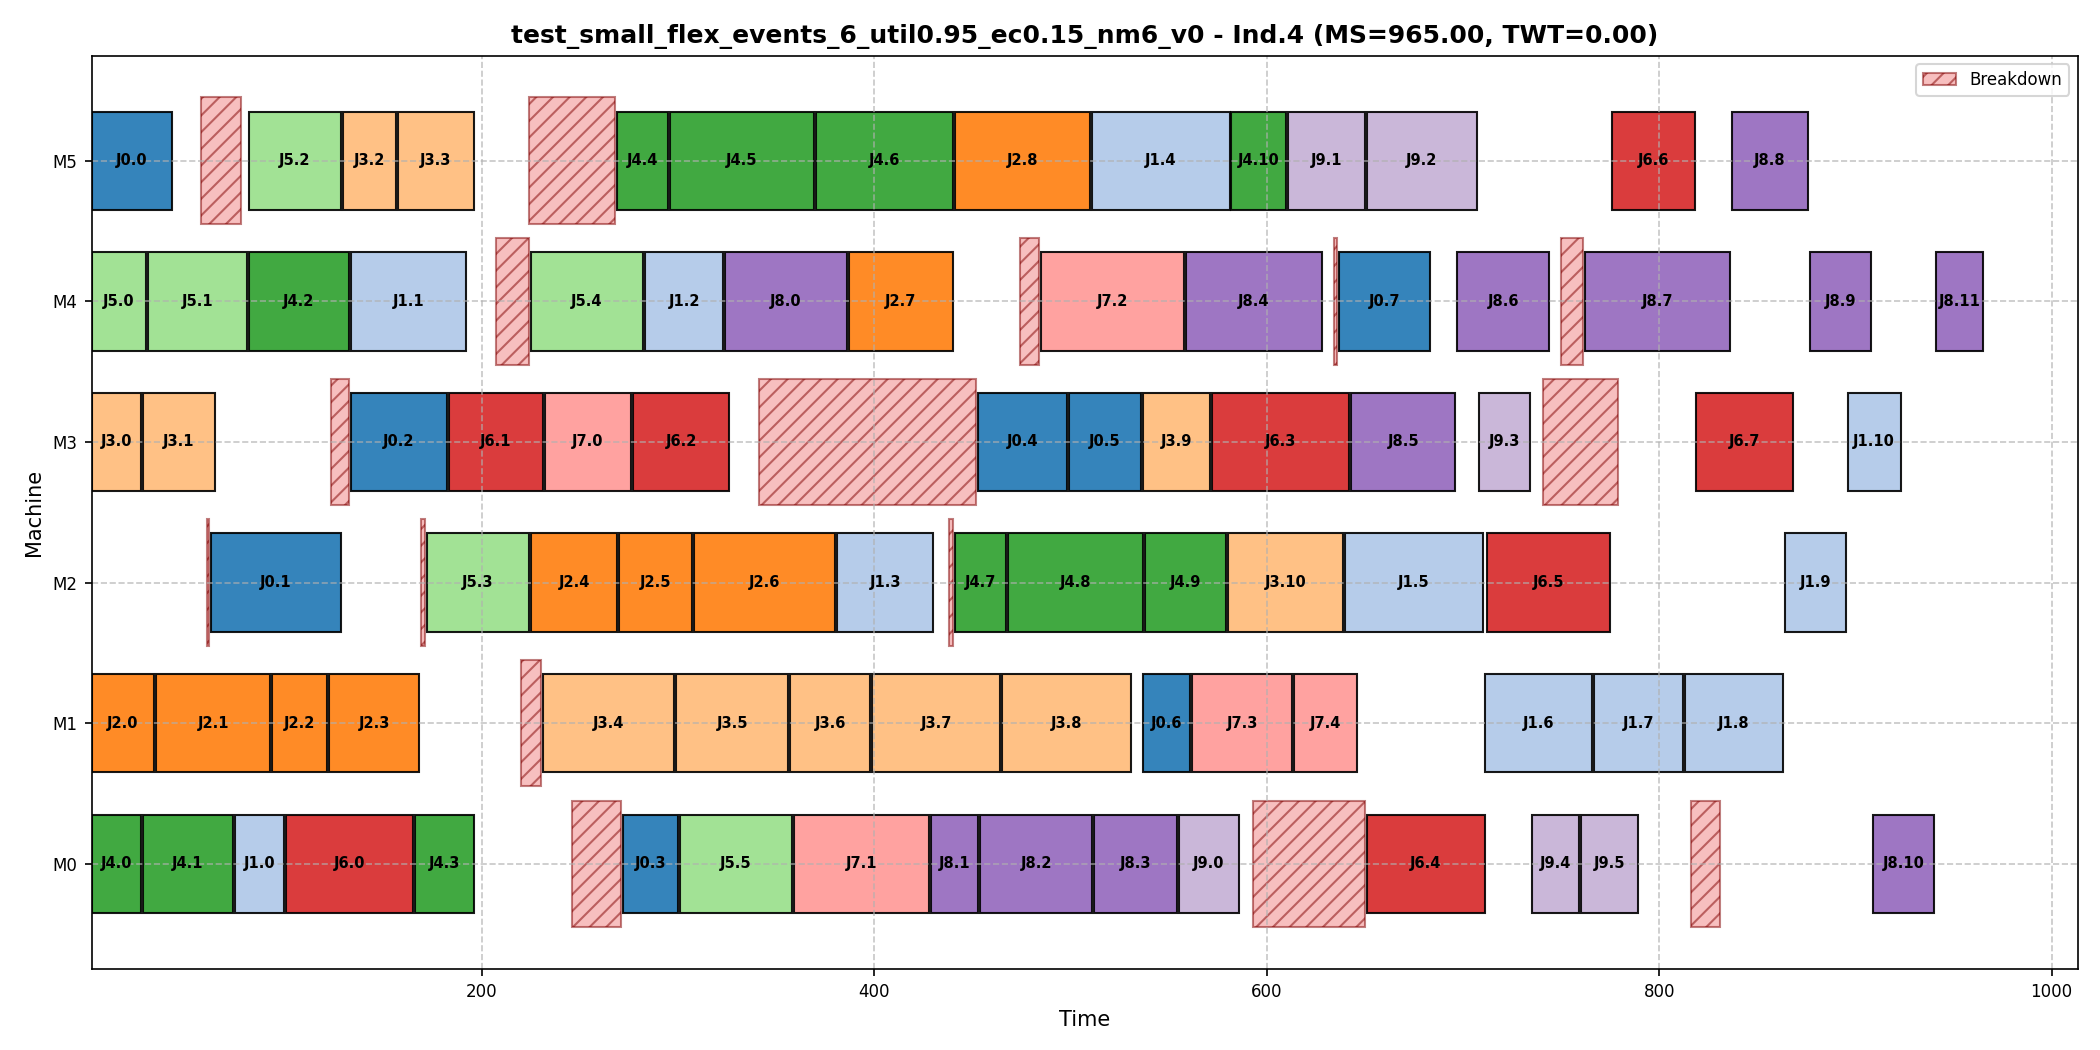 test_small_flex_events_6_util0.95_ec0.15_nm6_v0 - Ind.4 (MS=965.00, TWT=0.00)
Breakdown
M5 J0.0 J5.2 J3.2 J3.3 J4.4 J4.5 J4.6 J2.8 J1.4 J4.10 J9.1 J9.2 J6.6 J8.8
M4 J5.0 J5.1 J4.2 J1.1 J5.4 J1.2 J8.0 J2.7 J7.2 J8.4 J0.7 J8.6 J8.7 J8.9 J8.11
M3 J3.0 J3.1 J0.2 J6.1 J7.0 J6.2 J0.4 J0.5 J3.9 J6.3 J8.5 J9.3 J6.7 J1.10
Machine
M2 J0.1 J5.3 J2.4 J2.5 J2.6 J1.3 J4.7 J4.8 J4.9 J3.10 J1.5 J6.5 J1.9
M1 J2.0 J2.1 J2.2 J2.3 J3.4 J3.5 J3.6 J3.7 J3.8 J0.6 J7.3 J7.4 J1.6 J1.7 J1.8
M0 J4.0 J4.1 J1.0 J6.0 J4.3 J0.3 J5.5 J7.1 J8.1 J8.2 J8.3 J9.0 J6.4 J9.4 J9.5 J8.10
200 400 600 800 1000
Time